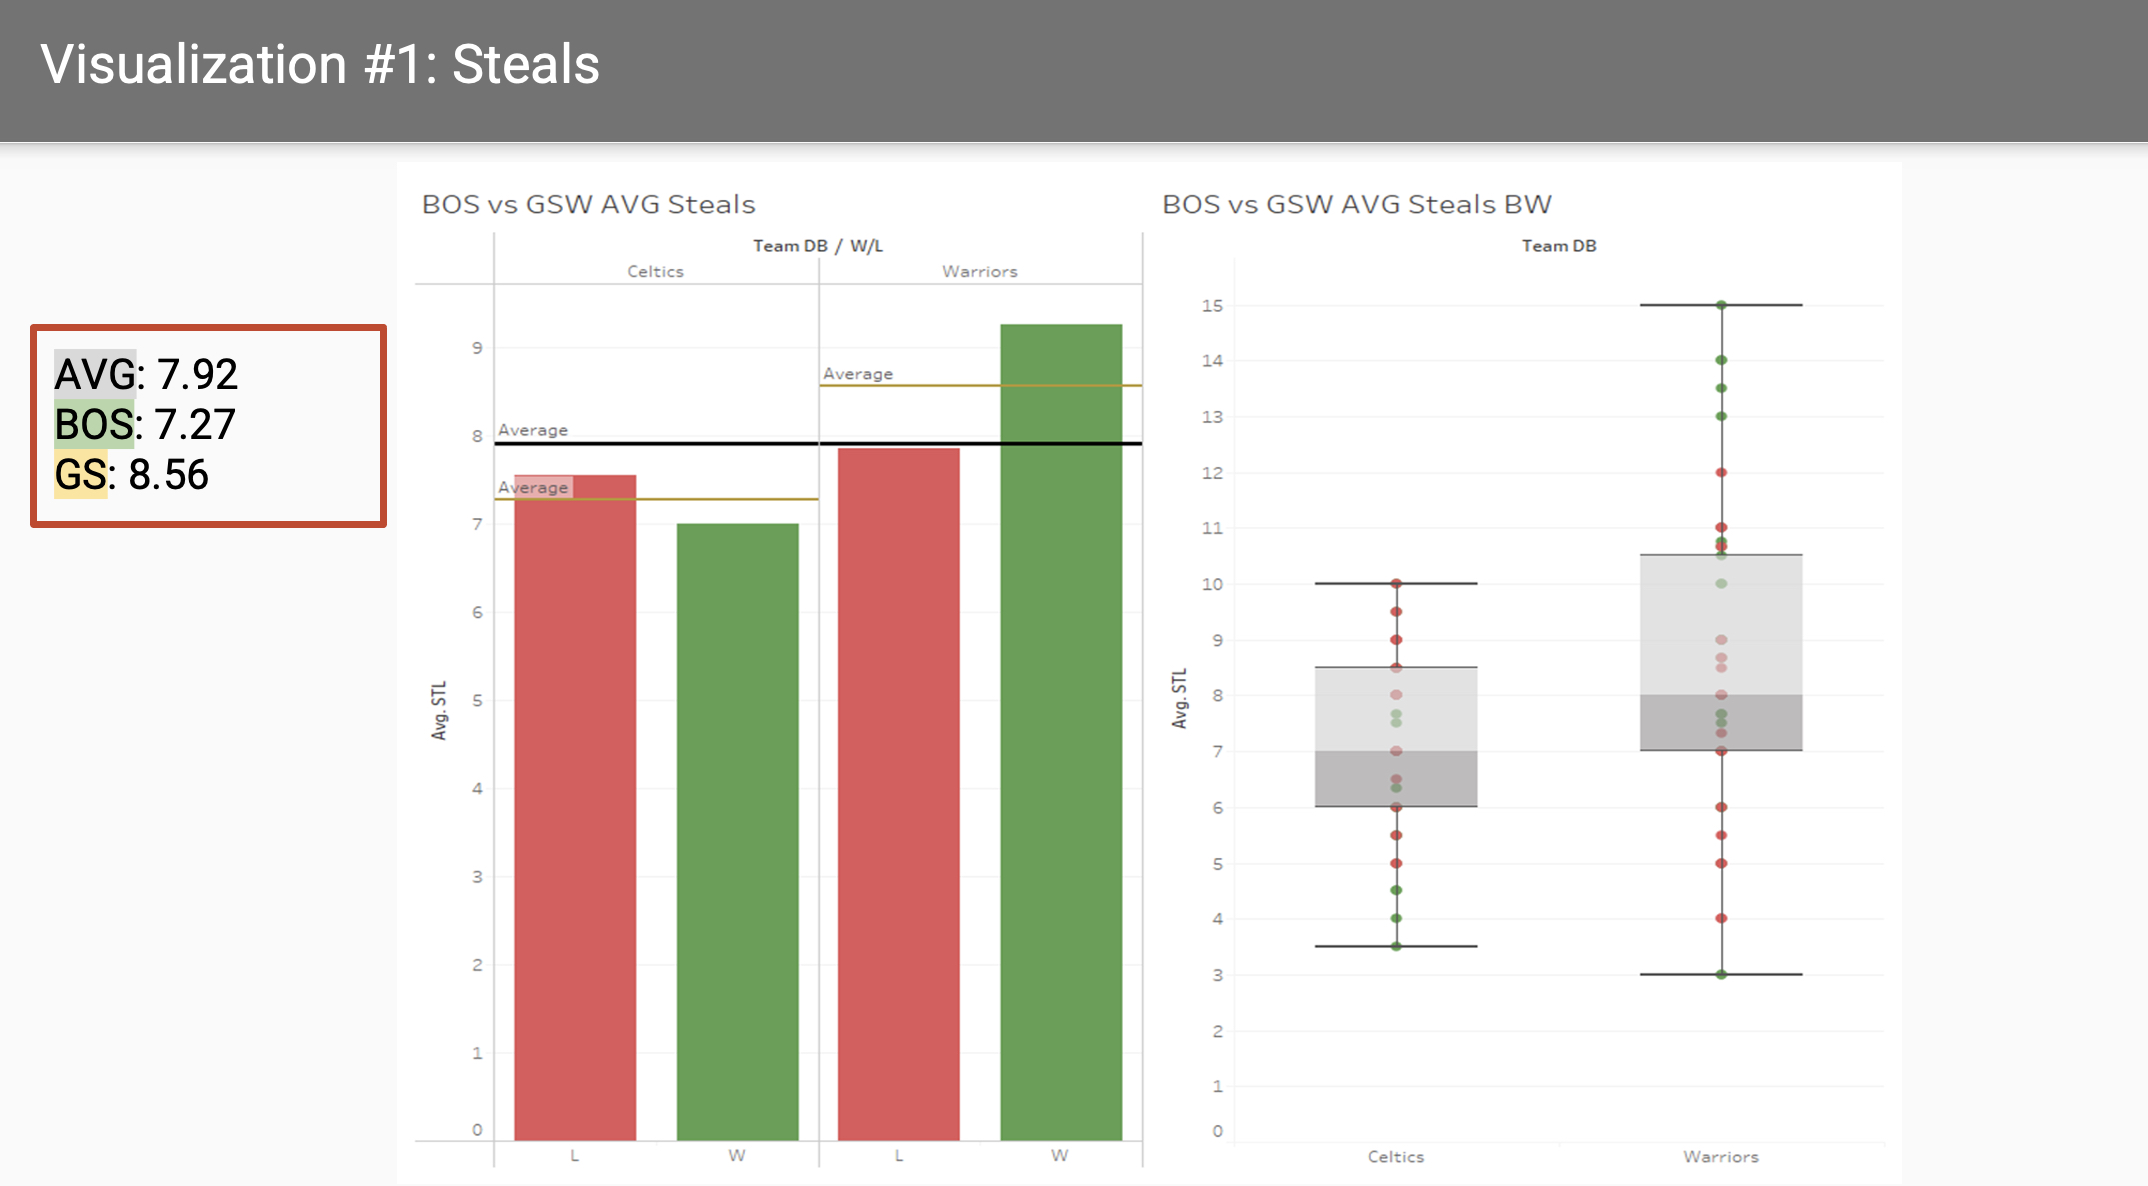 Visualization #1: Steals
AVG: 7.92
BOS: 7.27
GS: 8.56
BOS vs GSW AVG Steals
Team DB / W/L
Celtics
Warriors
Avg. STL
9
8
7
6
5
4
3
2
1
0
Average
Average
Average
L
W
L
W
BOS vs GSW AVG Steals BW
Team DB
Avg. STL
15
14
13
12
11
10
9
8
7
6
5
4
3
2
1
0
Celtics
Warriors